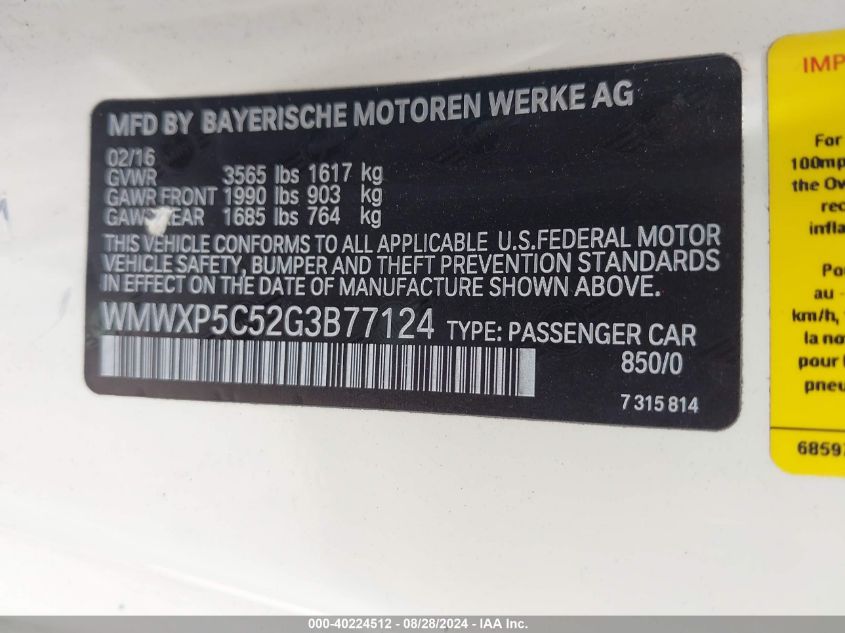 MFD BY BAYERISCHE MOTOREN WERKE AG
02/16
GVWR 3565 lbs 1617 kg
GAWR FRONT 1990 lbs 903 kg
GAWR REAR 1685 lbs 764 kg
THIS VEHICLE CONFORMS TO ALL APPLICABLE U.S.FEDERAL MOTOR
VEHICLE SAFETY, BUMPER AND THEFT PREVENTION STANDARDS
IN EFFECT ON THE DATE OF MANUFACTURE SHOWN ABOVE.
WMWXP5C52G3B77124 TYPE: PASSENGER CAR
850/0
7 315 814
IMP
For
100mp
the Ov
rec
infla
Po
au -
km/h,
la no
pour
pneu
6859
000-40224512 - 08/28/2024 - IAA Inc.